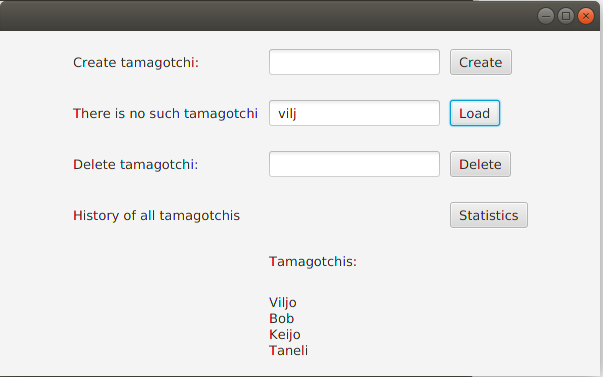 Create tamagotchi: Create
There is no such tamagotchi vilj Load
Delete tamagotchi: Delete
History of all tamagotchis Statistics
Tamagotchis:
Viljo
Bob
Keijo
Taneli